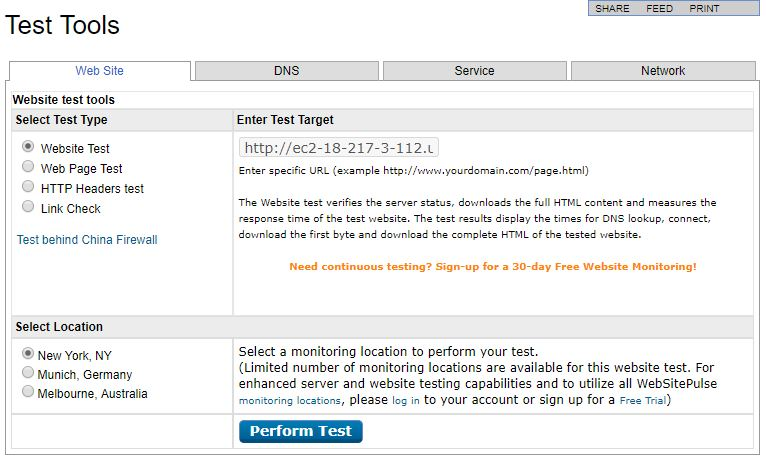 SHARE FEED PRINT
Test Tools
Web Site DNS Service Network
Website test tools
Select Test Type Enter Test Target
Website Test
Web Page Test
HTTP Headers test
Link Check
Test behind China Firewall
http://ec2-18-217-3-112.u
Enter specific URL (example http://www.yourdomain.com/page.html)
The Website test verifies the server status, downloads the full HTML content and measures the
response time of the test website. The test results display the times for DNS lookup, connect,
download the first byte and download the complete HTML of the tested website.
Need continuous testing? Sign-up for a 30-day Free Website Monitoring!
Select Location
New York, NY
Munich, Germany
Melbourne, Australia
Select a monitoring location to perform your test.
(Limited number of monitoring locations are available for this website test. For
enhanced server and website testing capabilities and to utilize all WebSitePulse
monitoring locations, please log in to your account or sign up for a Free Trial)
Perform Test